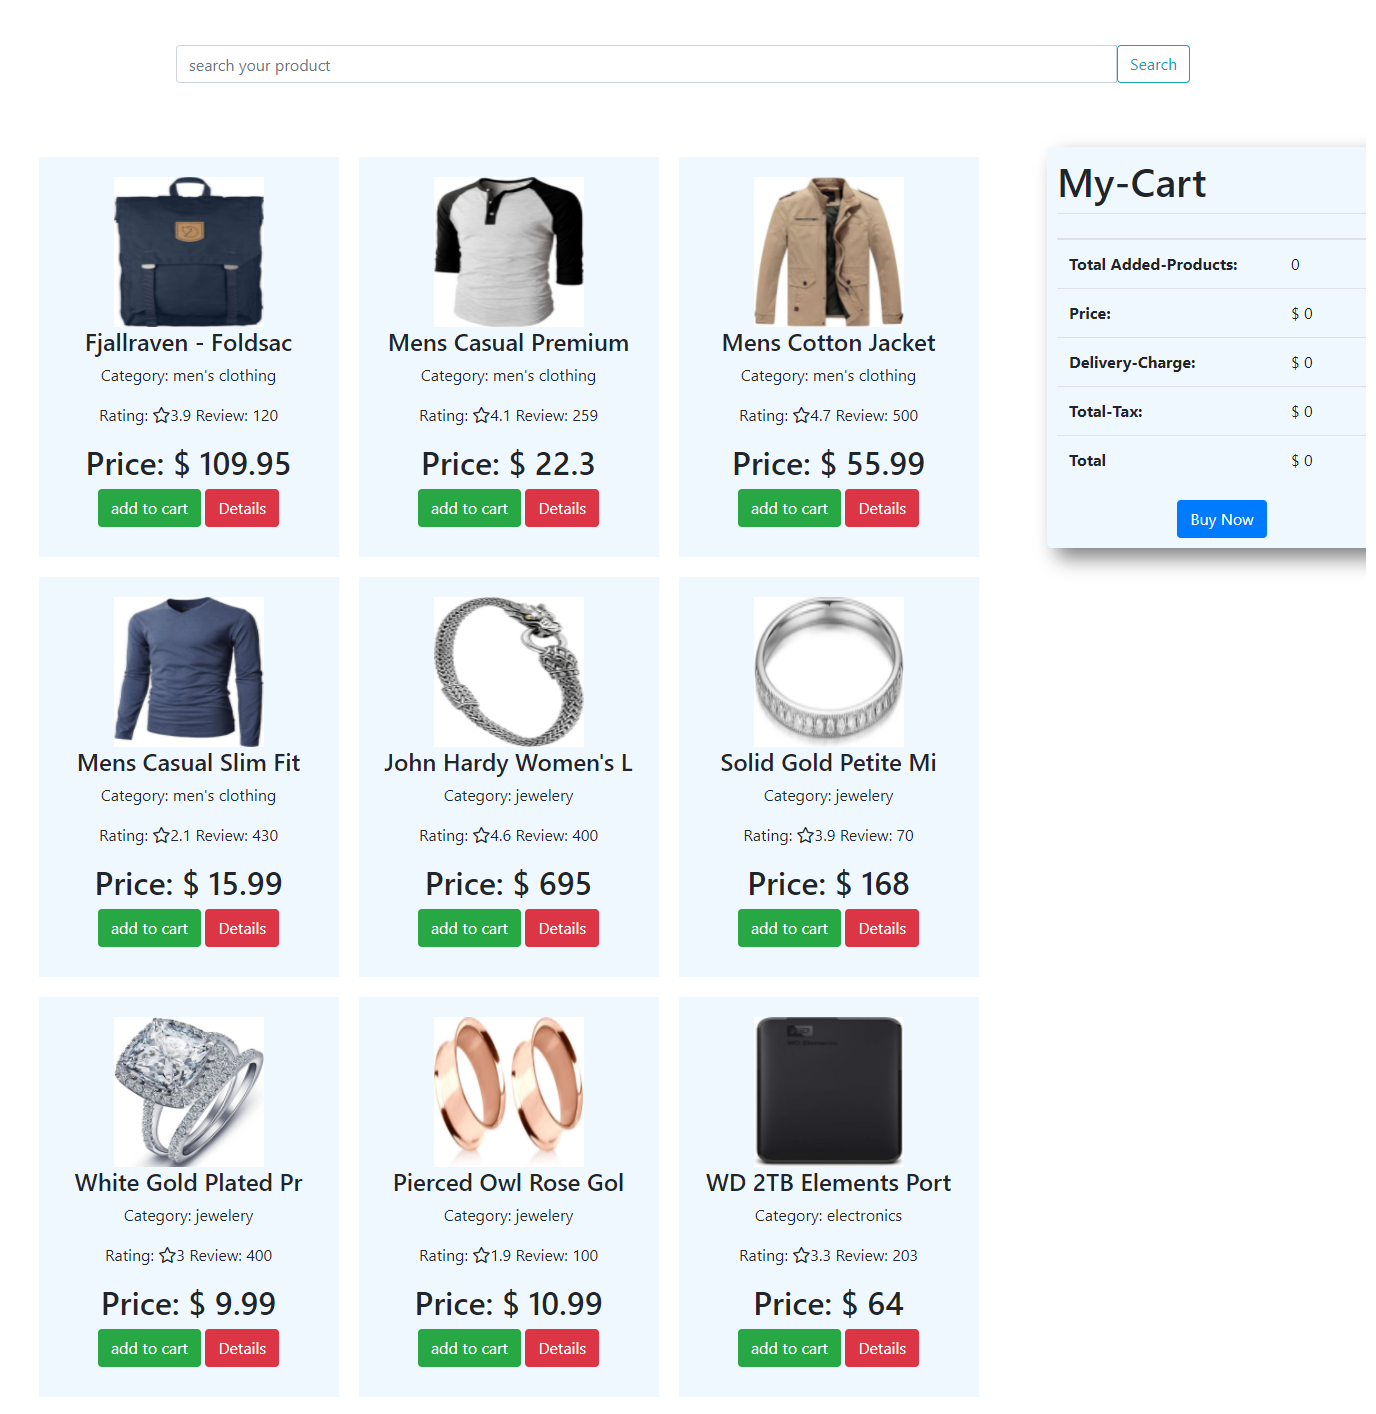 search your product
Search
My-Cart
Total Added-Products: 0
Price: $ 0
Delivery-Charge: $ 0
Total-Tax: $ 0
Total $ 0
Buy Now
Fjallraven - Foldsac
Category: men's clothing
Rating: 3.9 Review: 120
Price: $ 109.95
add to cart Details
Mens Casual Premium
Category: men's clothing
Rating: 4.1 Review: 259
Price: $ 22.3
add to cart Details
Mens Cotton Jacket
Category: men's clothing
Rating: 4.7 Review: 500
Price: $ 55.99
add to cart Details
Mens Casual Slim Fit
Category: men's clothing
Rating: 2.1 Review: 430
Price: $ 15.99
add to cart Details
John Hardy Women's L
Category: jewelery
Rating: 4.6 Review: 400
Price: $ 695
add to cart Details
Solid Gold Petite Mi
Category: jewelery
Rating: 3.9 Review: 70
Price: $ 168
add to cart Details
White Gold Plated Pr
Category: jewelery
Rating: 3 Review: 400
Price: $ 9.99
add to cart Details
Pierced Owl Rose Gol
Category: jewelery
Rating: 1.9 Review: 100
Price: $ 10.99
add to cart Details
WD
WD Elements
WD 2TB Elements Port
Category: electronics
Rating: 3.3 Review: 203
Price: $ 64
add to cart Details